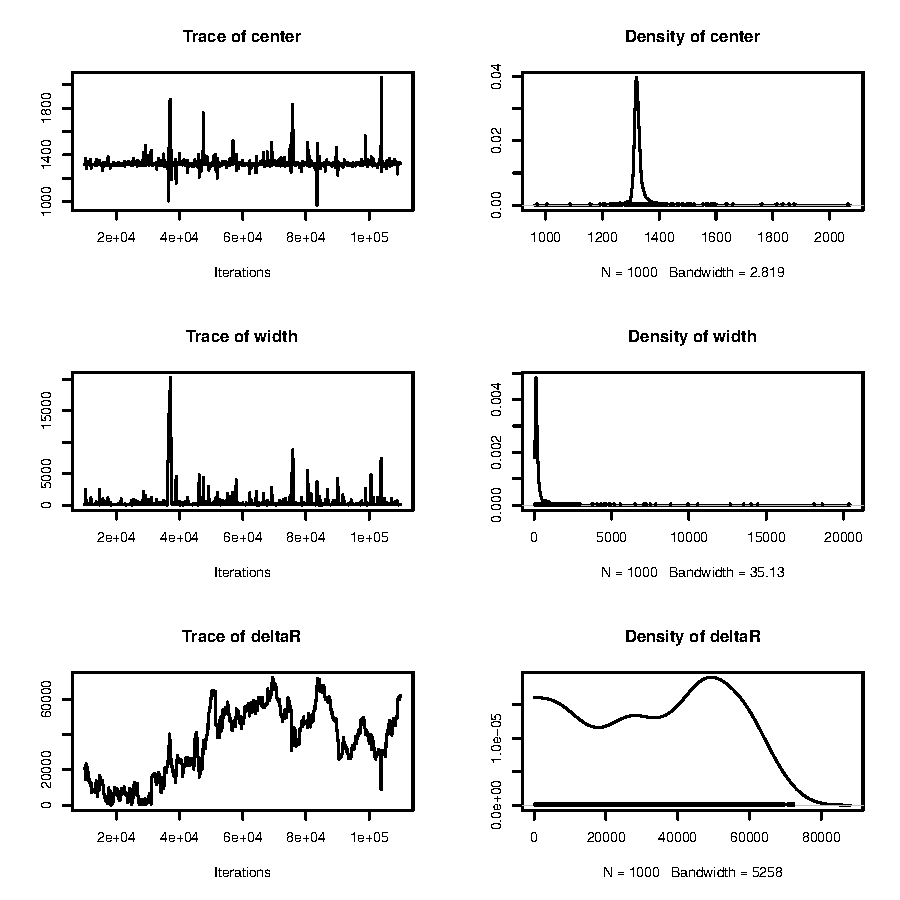 Trace of center
Density of center
1000 1400 1800
2e+04 4e+04 6e+04 8e+04 1e+05
Iterations
0.00 0.02 0.04
1000 1200 1400 1600 1800 2000
N = 1000 Bandwidth = 2.819
Trace of width
Density of width
0 5000 15000
2e+04 4e+04 6e+04 8e+04 1e+05
Iterations
0.000 0.002 0.004
0 5000 10000 15000 20000
N = 1000 Bandwidth = 35.13
Trace of deltaR
Density of deltaR
0 20000 60000
2e+04 4e+04 6e+04 8e+04 1e+05
Iterations
0.0e+00 1.0e-05
0 20000 40000 60000 80000
N = 1000 Bandwidth = 5258